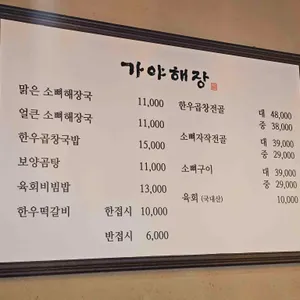 가야해장
맑은 소뼈해장국 11,000
얼큰 소뼈해장국 11,000
한우곱창국밥 15,000
보양곰탕 11,000
육회비빔밥 13,000
한우떡갈비 한접시 10,000
반접시 6,000
한우곱창전골 대 48,000
중 38,000
소뼈자작전골 대 39,000
중 29,000
소뼈구이 대 39,000
중 29,000
육회 (국내산) 10,000